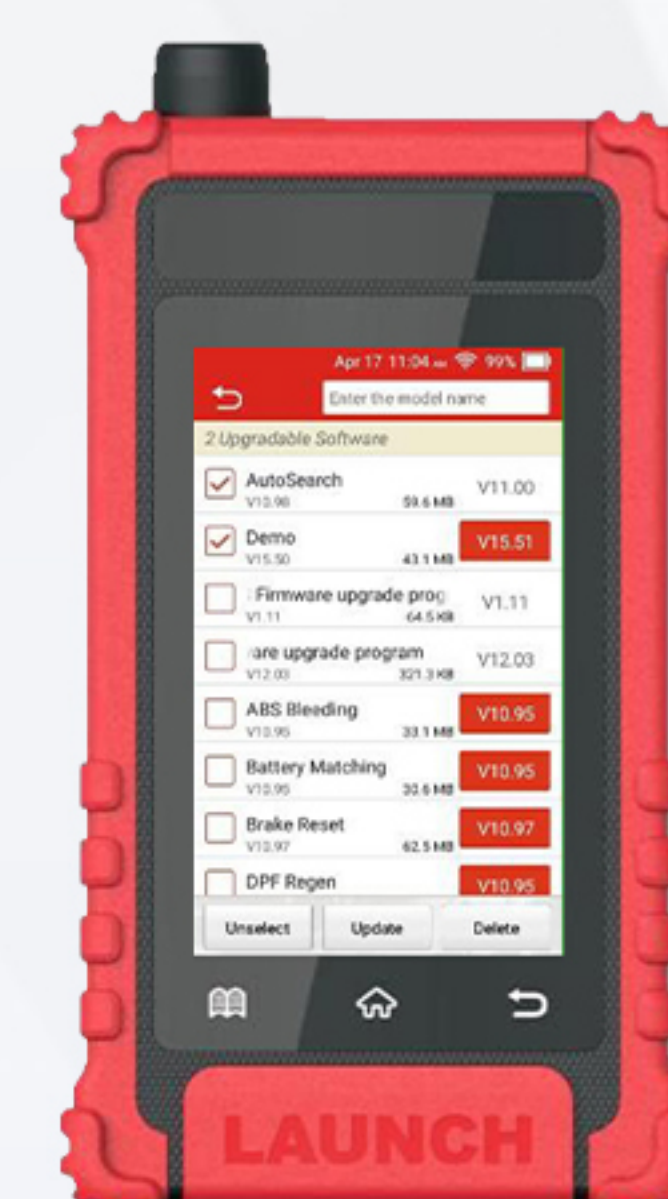 Apr 17 11:04 AM 99%
Enter the model name
2 Upgradable Software
AutoSearch
V10.98 59.6 MB V11.00
Demo
V15.50 43.1 MB V15.51
: Firmware upgrade prog
V1.11 64.5 KB V1.11
are upgrade program
V12.03 321.3 KB V12.03
ABS Bleeding
V10.95 33.1 MB V10.95
Battery Matching
V10.95 30.6 MB V10.95
Brake Reset
V10.97 62.5 MB V10.97
DPF Regen V10.95
Unselect Update Delete
LAUNCH